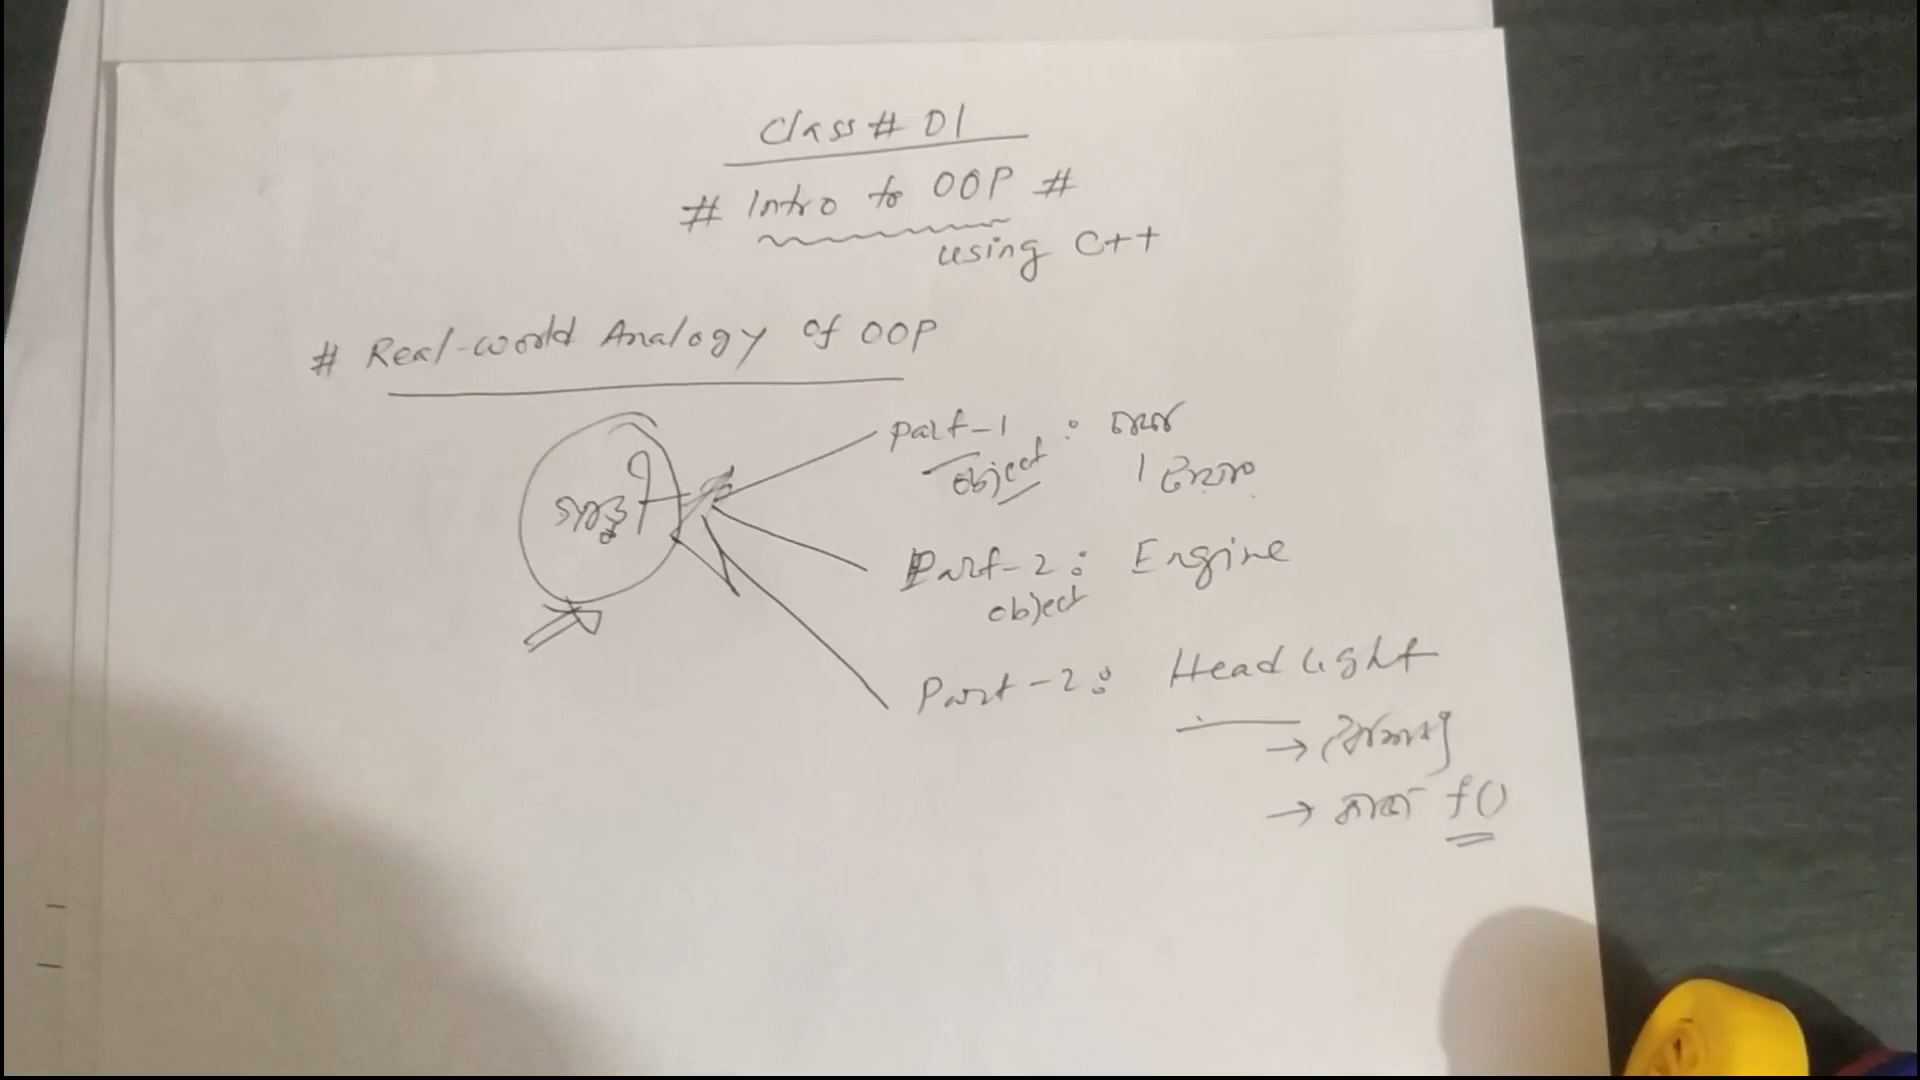 Class # 01
# Intro to OOP #
using C++
# Real-world Analogy of OOP
গাড়ী
part-1 :
object
Part-2 : Engine
object
Part-2 : Head light
→ বৈশিষ্ট্য
→ কাজ f()